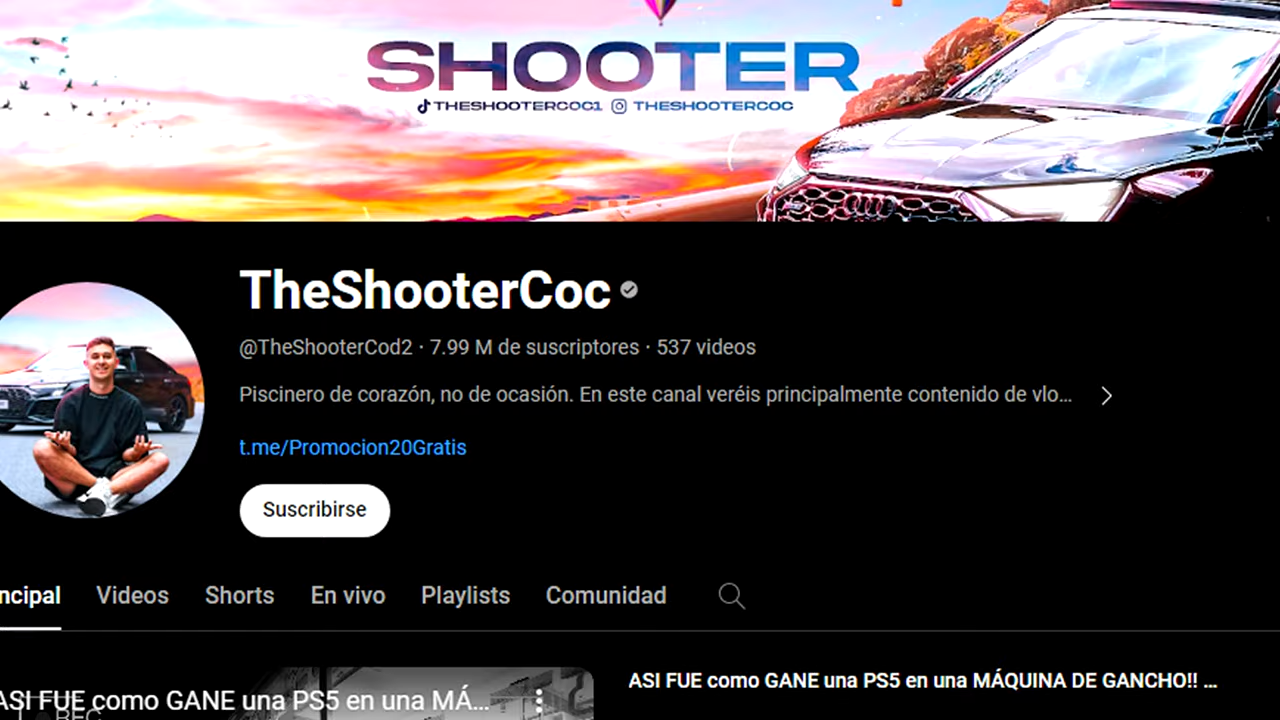 SHOOTER
THESHOOTERCOC1 THESHOOTERCOC
TheShooterCoc
@TheShooterCod2 · 7.99 M de suscriptores · 537 videos
Piscinero de corazón, no de ocasión. En este canal veréis principalmente contenido de vlo...
t.me/Promocion20Gratis
Suscribirse
ncipal Videos Shorts En vivo Playlists Comunidad
ASI FUE como GANE una PS5 en una MÁ...
REC
ASI FUE como GANE una PS5 en una MÁQUINA DE GANCHO!! ...